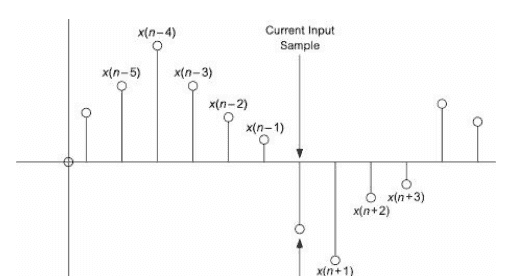 x(n−4)
Current Input
Sample
x(n−5)
x(n−3)
x(n−2)
x(n−1)
x(n+2)
x(n+3)
x(n+1)